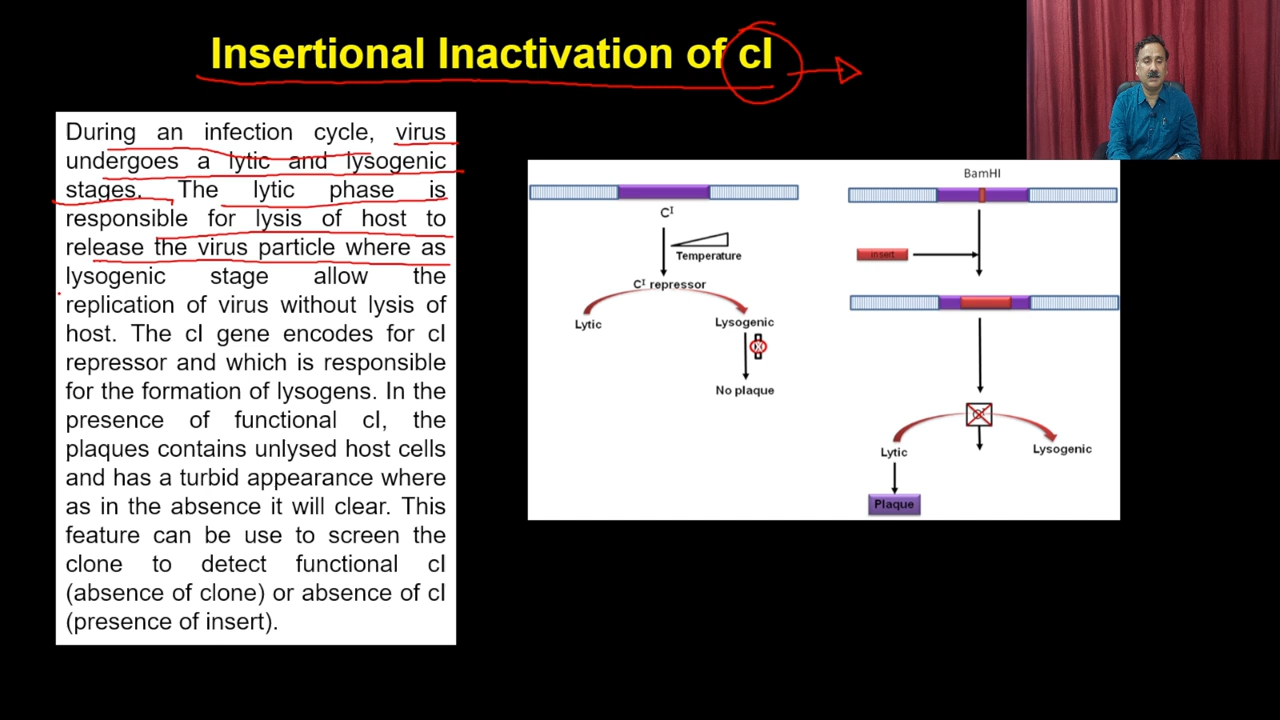 Insertional Inactivation of cI
During an infection cycle, virus
undergoes a lytic and lysogenic
stages. The lytic phase is
responsible for lysis of host to
release the virus particle where as
lysogenic stage allow the
replication of virus without lysis of
host. The cI gene encodes for cI
repressor and which is responsible
for the formation of lysogens. In the
presence of functional cI, the
plaques contains unlysed host cells
and has a turbid appearance where
as in the absence it will clear. This
feature can be use to screen the
clone to detect functional cI
(absence of clone) or absence of cI
(presence of insert).
C^I
Temperature
C^I repressor
Lytic
Lysogenic
No plaque
BamHI
insert
Lytic
Lysogenic
Plaque